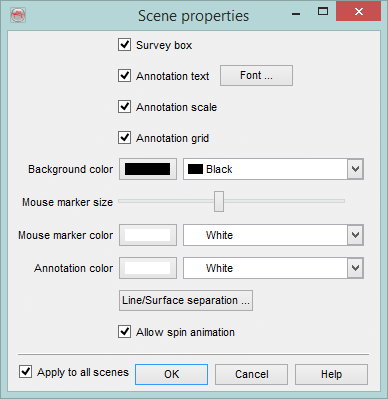 Scene properties
Survey box
Annotation text Font ...
Annotation scale
Annotation grid
Background color Black
Mouse marker size
Mouse marker color White
Annotation color White
Line/Surface separation ...
Allow spin animation
Apply to all scenes OK Cancel Help